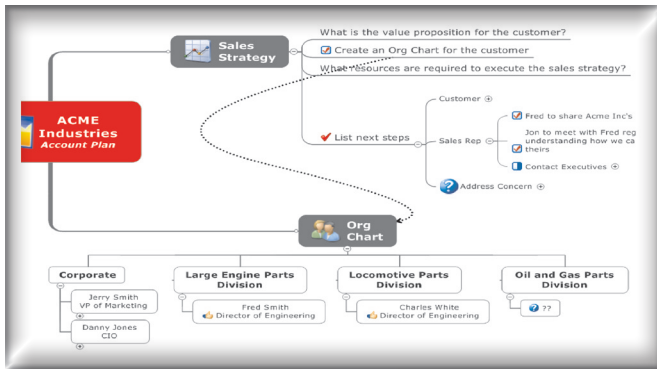 What is the value proposition for the customer?
Sales
Strategy
Create an Org Chart for the customer
What resources are required to execute the sales strategy?
ACME
Industries
Account Plan
Customer
Fred to share Acme Inc's
List next steps
Sales Rep
Jon to meet with Fred reg
understanding how we ca
theirs
Contact Executives
?
Address Concern
Org
Chart
Corporate
Jerry Smith
VP of Marketing
Danny Jones
CIO
Large Engine Parts
Division
Fred Smith
Director of Engineering
Locomotive Parts
Division
Charles White
Director of Engineering
Oil and Gas Parts
Division
? ??